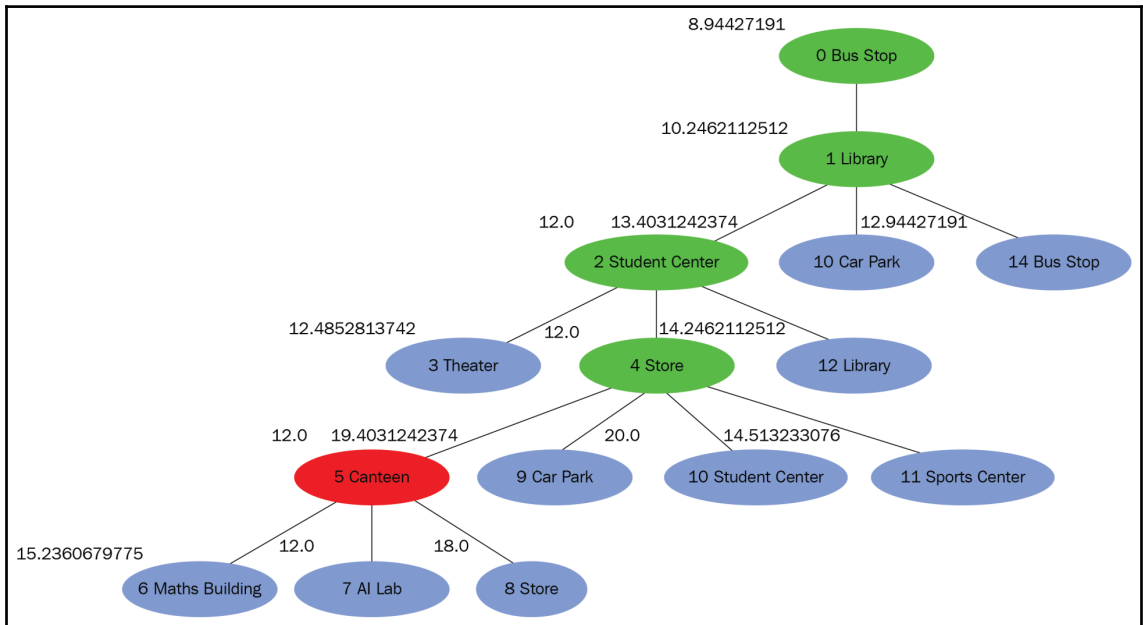 8.94427191
0 Bus Stop
10.2462112512
1 Library
12.0 13.4031242374 12.94427191
2 Student Center 10 Car Park 14 Bus Stop
12.4852813742 12.0 14.2462112512
3 Theater 4 Store 12 Library
12.0 19.4031242374 20.0 14.513233076
5 Canteen 9 Car Park 10 Student Center 11 Sports Center
15.2360679775 12.0 18.0
6 Maths Building 7 AI Lab 8 Store